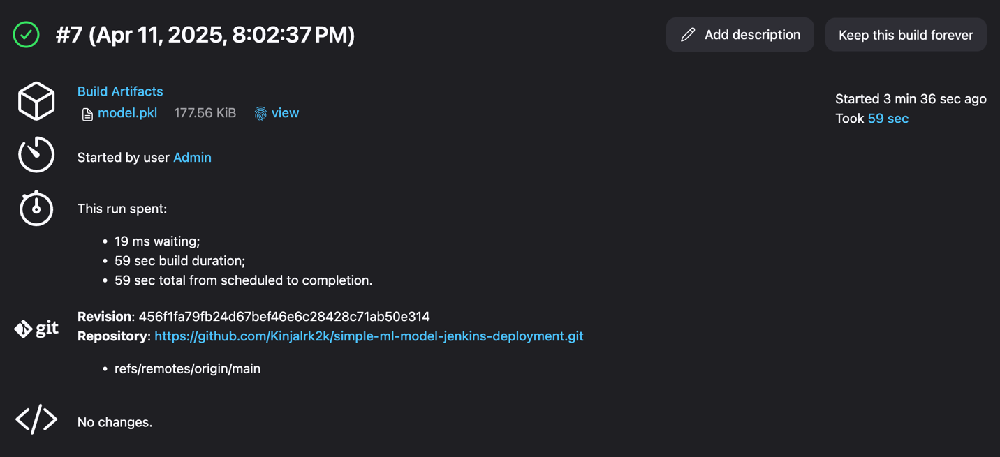 #7 (Apr 11, 2025, 8:02:37 PM)
Add description
Keep this build forever
Build Artifacts
model.pkl 177.56 KiB view
Started 3 min 36 sec ago
Took 59 sec
Started by user Admin
This run spent:
• 19 ms waiting;
• 59 sec build duration;
• 59 sec total from scheduled to completion.
git
Revision: 456f1fa79fb24d67bef46e6c28428c71ab50e314
Repository: https://github.com/Kinjalrk2k/simple-ml-model-jenkins-deployment.git
• refs/remotes/origin/main
No changes.